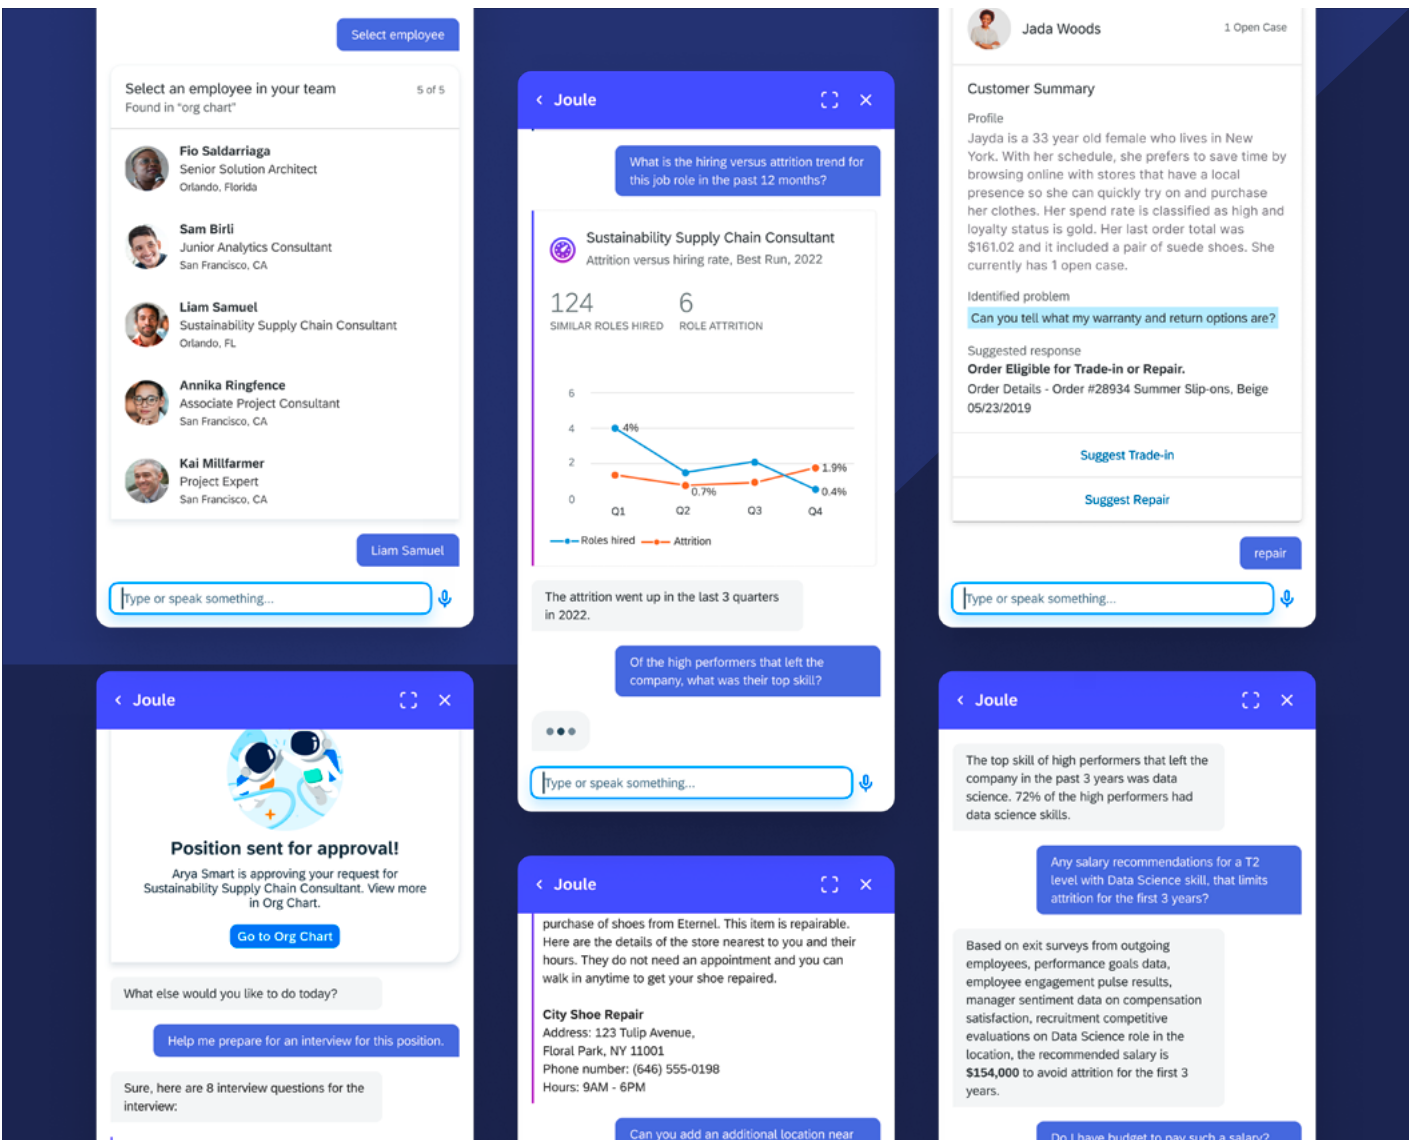 Select employee
Select an employee in your team
5 of 5
Found in "org chart"
Fio Saldarriaga
Senior Solution Architect
Orlando, Florida
Sam Birli
Junior Analytics Consultant
San Francisco, CA
Liam Samuel
Sustainability Supply Chain Consultant
Orlando, FL
Annika Ringfence
Associate Project Consultant
San Francisco, CA
Kai Millfarmer
Project Expert
San Francisco, CA
Liam Samuel
Type or speak something...
Joule
Position sent for approval!
Arya Smart is approving your request for
Sustainability Supply Chain Consultant. View more
in Org Chart.
Go to Org Chart
What else would you like to do today?
Help me prepare for an interview for this position.
Sure, here are 8 interview questions for the
interview:
Joule
What is the hiring versus attrition trend for
this job role in the past 12 months?
Sustainability Supply Chain Consultant
Attrition versus hiring rate, Best Run, 2022
124
SIMILAR ROLES HIRED
6
ROLE ATTRITION
6
4
2
0
4%
0.7%
1.9%
0.4%
Q1
Q2
Q3
Q4
Roles hired
Attrition
The attrition went up in the last 3 quarters
in 2022.
Of the high performers that left the
company, what was their top skill?
Type or speak something...
Joule
purchase of shoes from Eternel. This item is repairable.
Here are the details of the store nearest to you and their
hours. They do not need an appointment and you can
walk in anytime to get your shoe repaired.
City Shoe Repair
Address: 123 Tulip Avenue,
Floral Park, NY 11001
Phone number: (646) 555-0198
Hours: 9AM - 6PM
Can you add an additional location near
Jada Woods
1 Open Case
Customer Summary
Profile
Jayda is a 33 year old female who lives in New
York. With her schedule, she prefers to save time by
browsing online with stores that have a local
presence so she can quickly try on and purchase
her clothes. Her spend rate is classified as high and
loyalty status is gold. Her last order total was
$161.02 and it included a pair of suede shoes. She
currently has 1 open case.
Identified problem
Can you tell what my warranty and return options are?
Suggested response
Order Eligible for Trade-in or Repair.
Order Details - Order #28934 Summer Slip-ons, Beige
05/23/2019
Suggest Trade-in
Suggest Repair
repair
Type or speak something...
Joule
The top skill of high performers that left the
company in the past 3 years was data
science. 72% of the high performers had
data science skills.
Any salary recommendations for a T2
level with Data Science skill, that limits
attrition for the first 3 years?
Based on exit surveys from outgoing
employees, performance goals data,
employee engagement pulse results,
manager sentiment data on compensation
satisfaction, recruitment competitive
evaluations on Data Science role in the
location, the recommended salary is
$154,000 to avoid attrition for the first 3
years.
Do I have budget to pay such a salary?